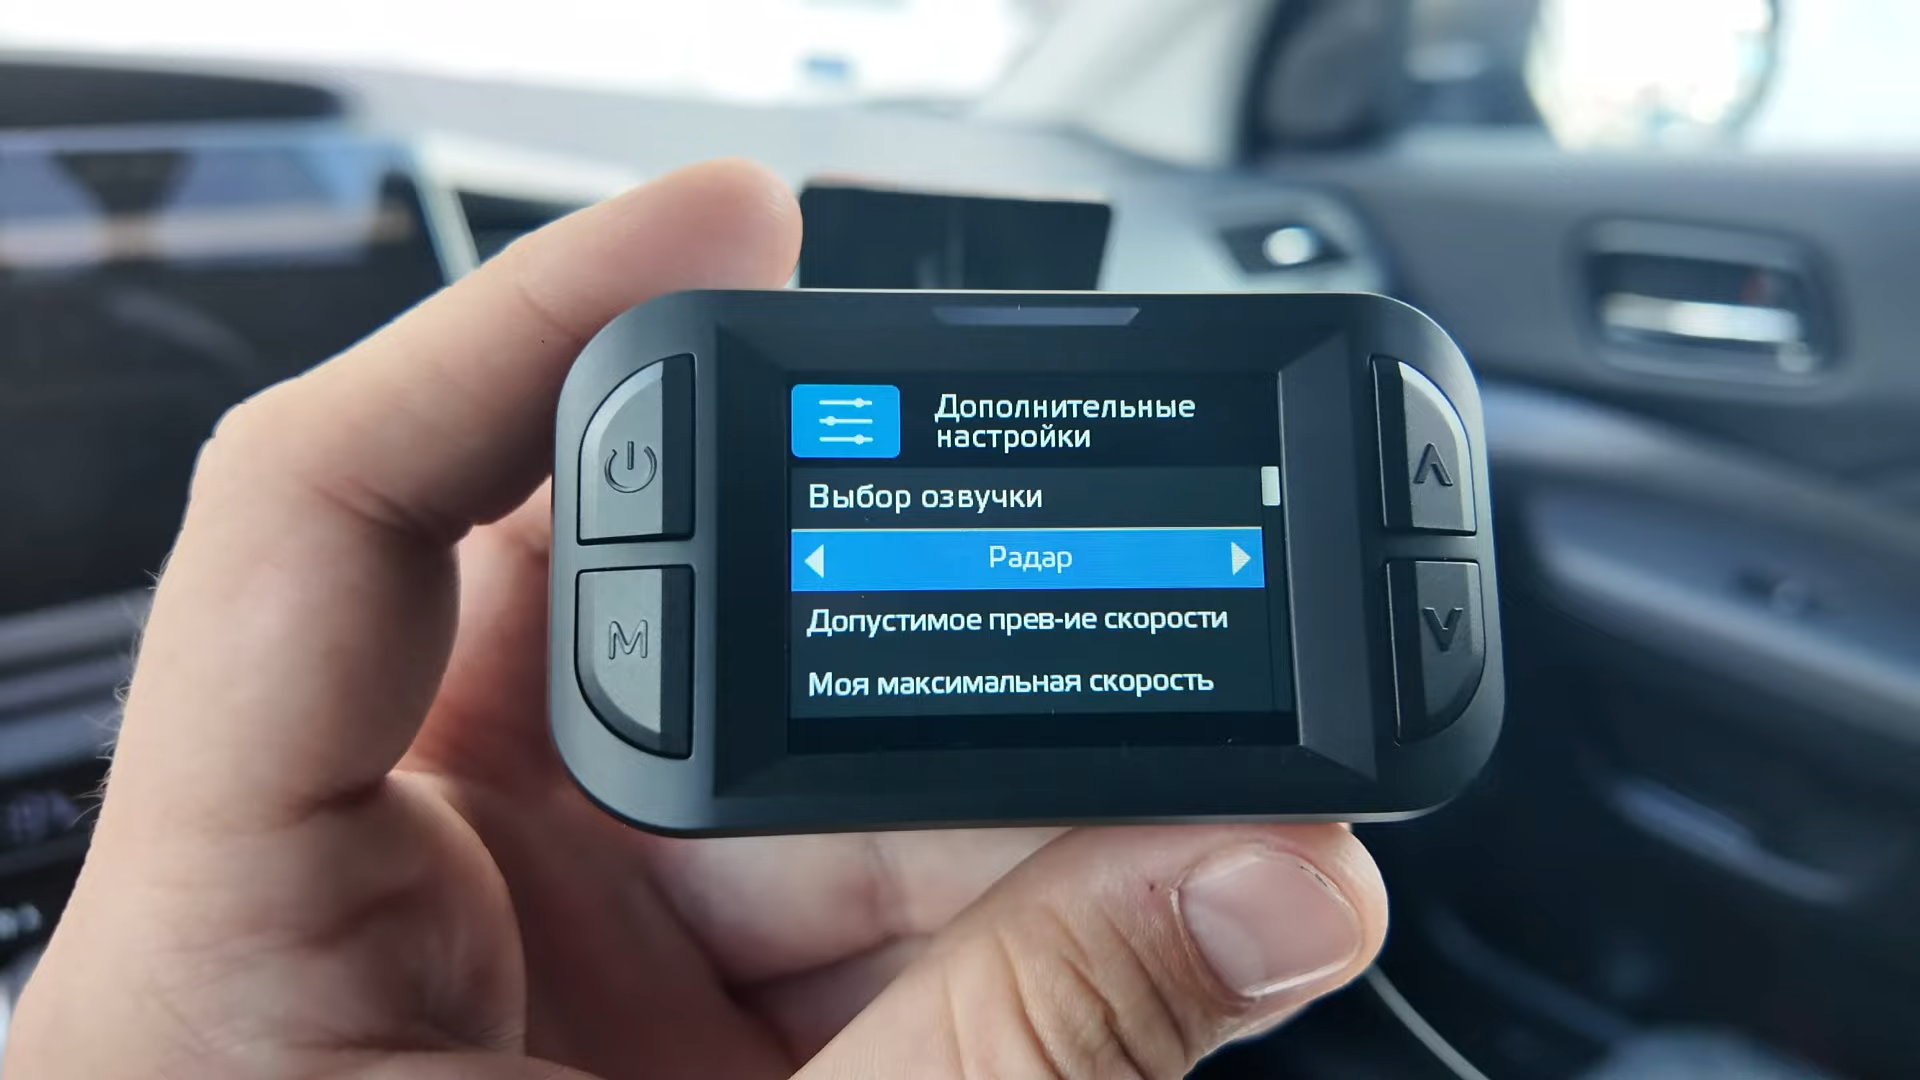 Дополнительные
настройки
Выбор озвучки
Радар
Допустимое прев-ие скорости
Моя максимальная скорость
M